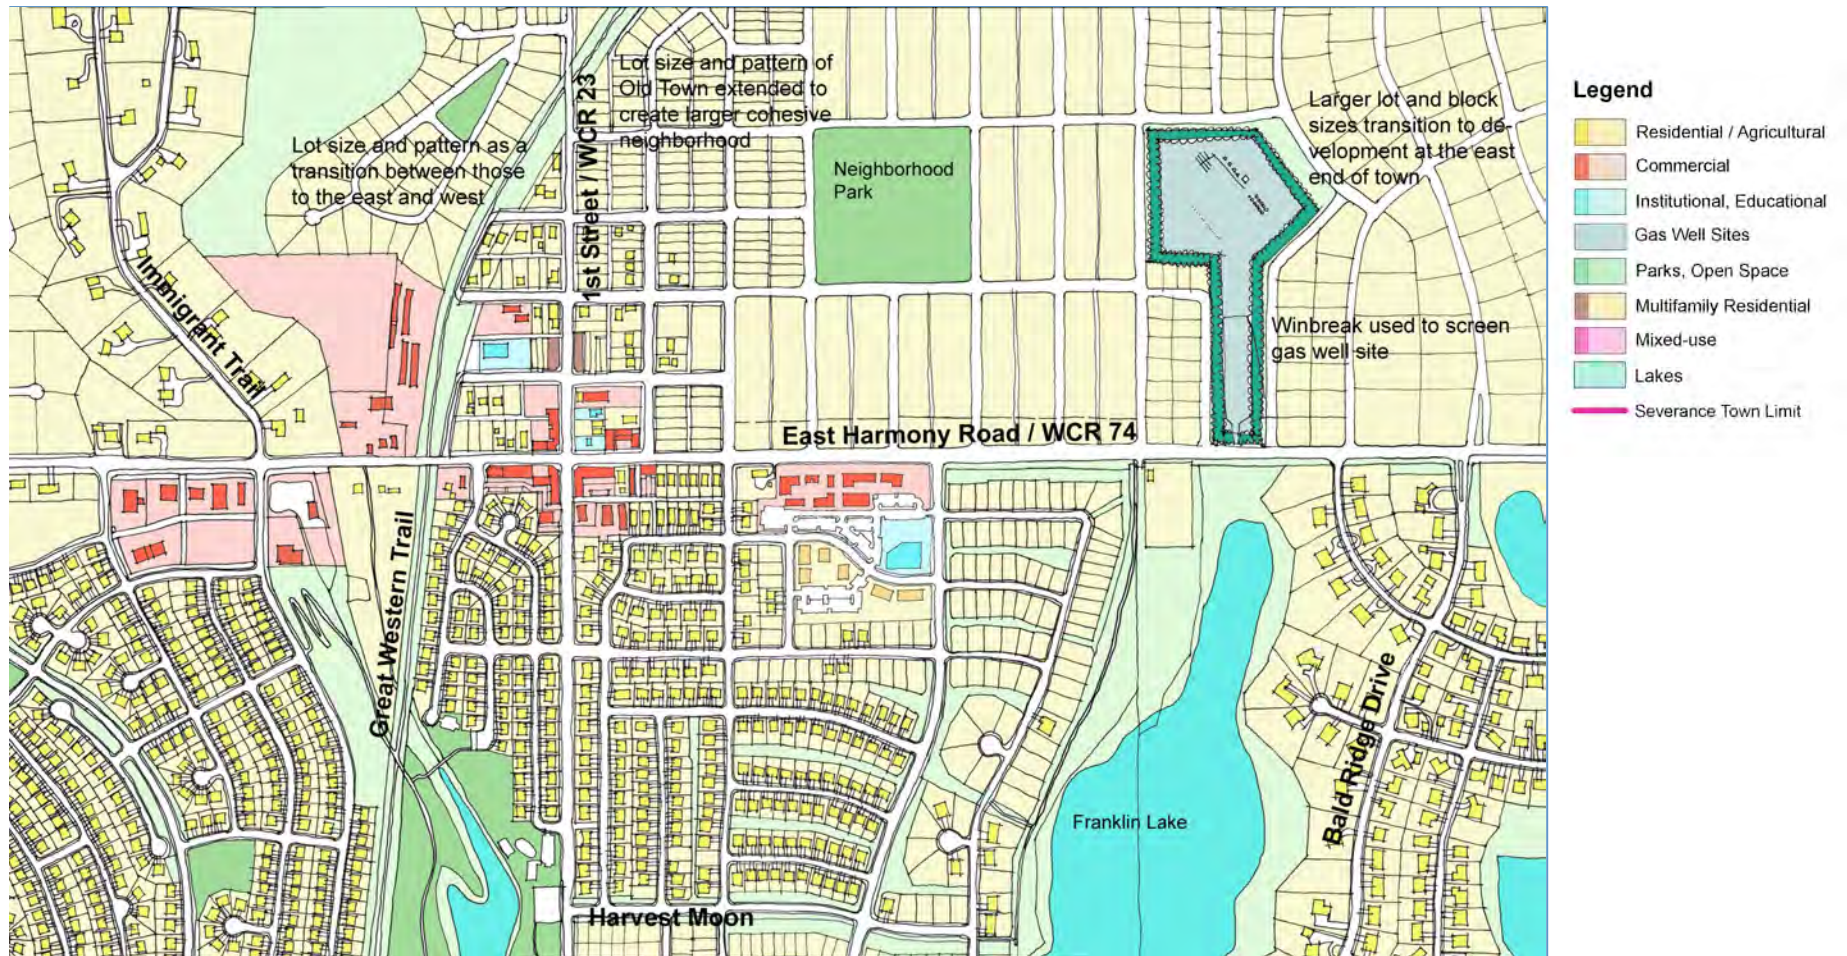 Lot size and pattern of
Old Town extended to
create larger cohesive
neighborhood
Lot size and pattern as a
transition between those
to the east and west
1st Street / WCR 23
Neighborhood
Park
Larger lot and block
sizes transition to de-
velopment at the east
end of town
Immigrant Trail
Winbreak used to screen
gas well site
East Harmony Road / WCR 74
Great Western Trail
Bald Ridge Drive
Franklin Lake
Harvest Moon
Legend
Residential / Agricultural
Commercial
Institutional, Educational
Gas Well Sites
Parks, Open Space
Multifamily Residential
Mixed-use
Lakes
Severance Town Limit